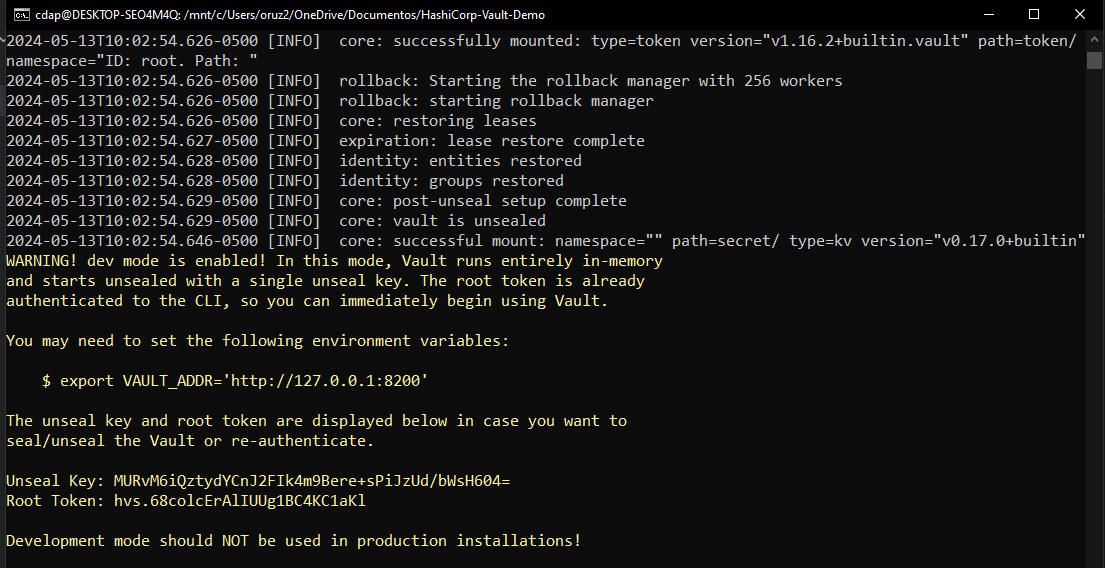 cdap@DESKTOP-SEO4M4Q: /mnt/c/Users/oruz2/OneDrive/Documentos/HashiCorp-Vault-Demo
2024-05-13T10:02:54.626-0500 [INFO]  core: successfully mounted: type=token version="v1.16.2+builtin.vault" path=token/
namespace="ID: root. Path: "
2024-05-13T10:02:54.626-0500 [INFO]  rollback: Starting the rollback manager with 256 workers
2024-05-13T10:02:54.626-0500 [INFO]  rollback: starting rollback manager
2024-05-13T10:02:54.626-0500 [INFO]  core: restoring leases
2024-05-13T10:02:54.627-0500 [INFO]  expiration: lease restore complete
2024-05-13T10:02:54.628-0500 [INFO]  identity: entities restored
2024-05-13T10:02:54.628-0500 [INFO]  identity: groups restored
2024-05-13T10:02:54.629-0500 [INFO]  core: post-unseal setup complete
2024-05-13T10:02:54.629-0500 [INFO]  core: vault is unsealed
2024-05-13T10:02:54.646-0500 [INFO]  core: successful mount: namespace="" path=secret/ type=kv version="v0.17.0+builtin"
WARNING! dev mode is enabled! In this mode, Vault runs entirely in-memory
and starts unsealed with a single unseal key. The root token is already
authenticated to the CLI, so you can immediately begin using Vault.

You may need to set the following environment variables:

    $ export VAULT_ADDR='http://127.0.0.1:8200'

The unseal key and root token are displayed below in case you want to
seal/unseal the Vault or re-authenticate.

Unseal Key: MURvM6iQztydYCnJ2FIk4m9Bere+sPiJzUd/bWsH604=
Root Token: hvs.68colcErAlIUUg1BC4KC1aKl

Development mode should NOT be used in production installations!